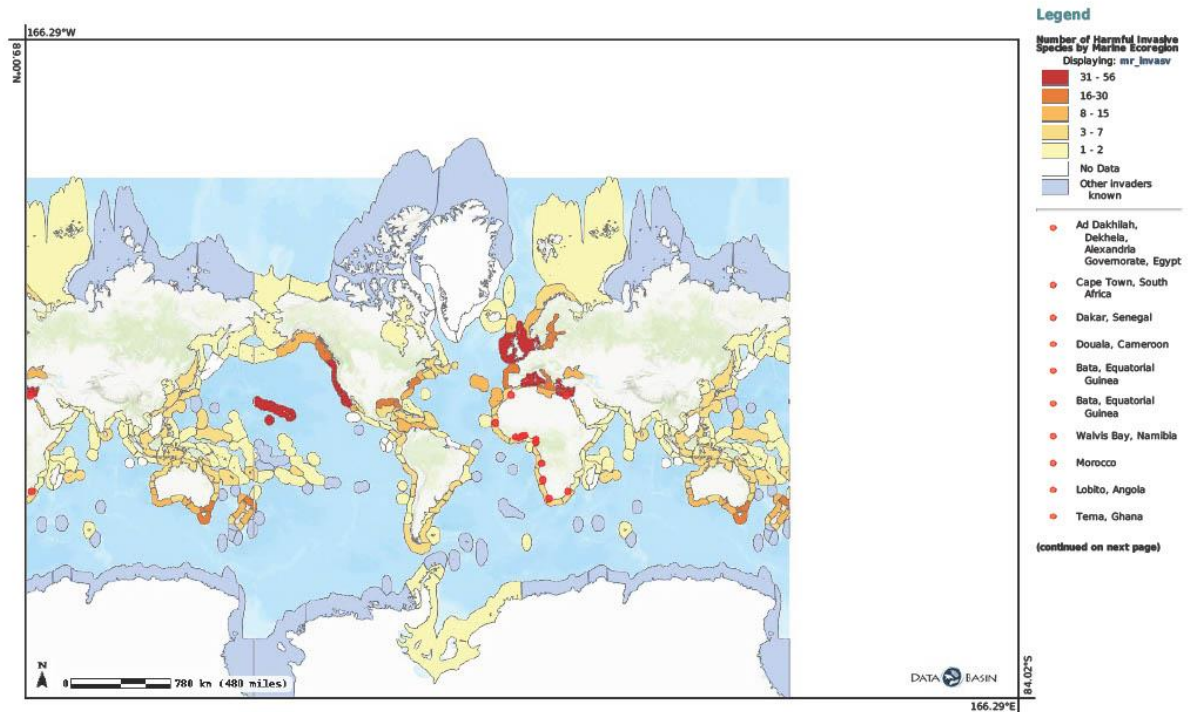 166.29°W
89.00°N
Legend
Number of Harmful Invasive
Species by Marine Ecoregion
Displaying: mr_invasv
31 - 56
16-30
8 - 15
3 - 7
1 - 2
No Data
Other invaders
known
Ad Dakhilah,
Dekhela,
Alexandria
Governorate, Egypt
Cape Town, South
Africa
Dakar, Senegal
Douala, Cameroon
Bata, Equatorial
Guinea
Bata, Equatorial
Guinea
Walvis Bay, Namibia
Morocco
Lobito, Angola
Tema, Ghana
(continued on next page)
N
0 780 km (480 miles)
DATA BASIN
84.02°S
166.29°E